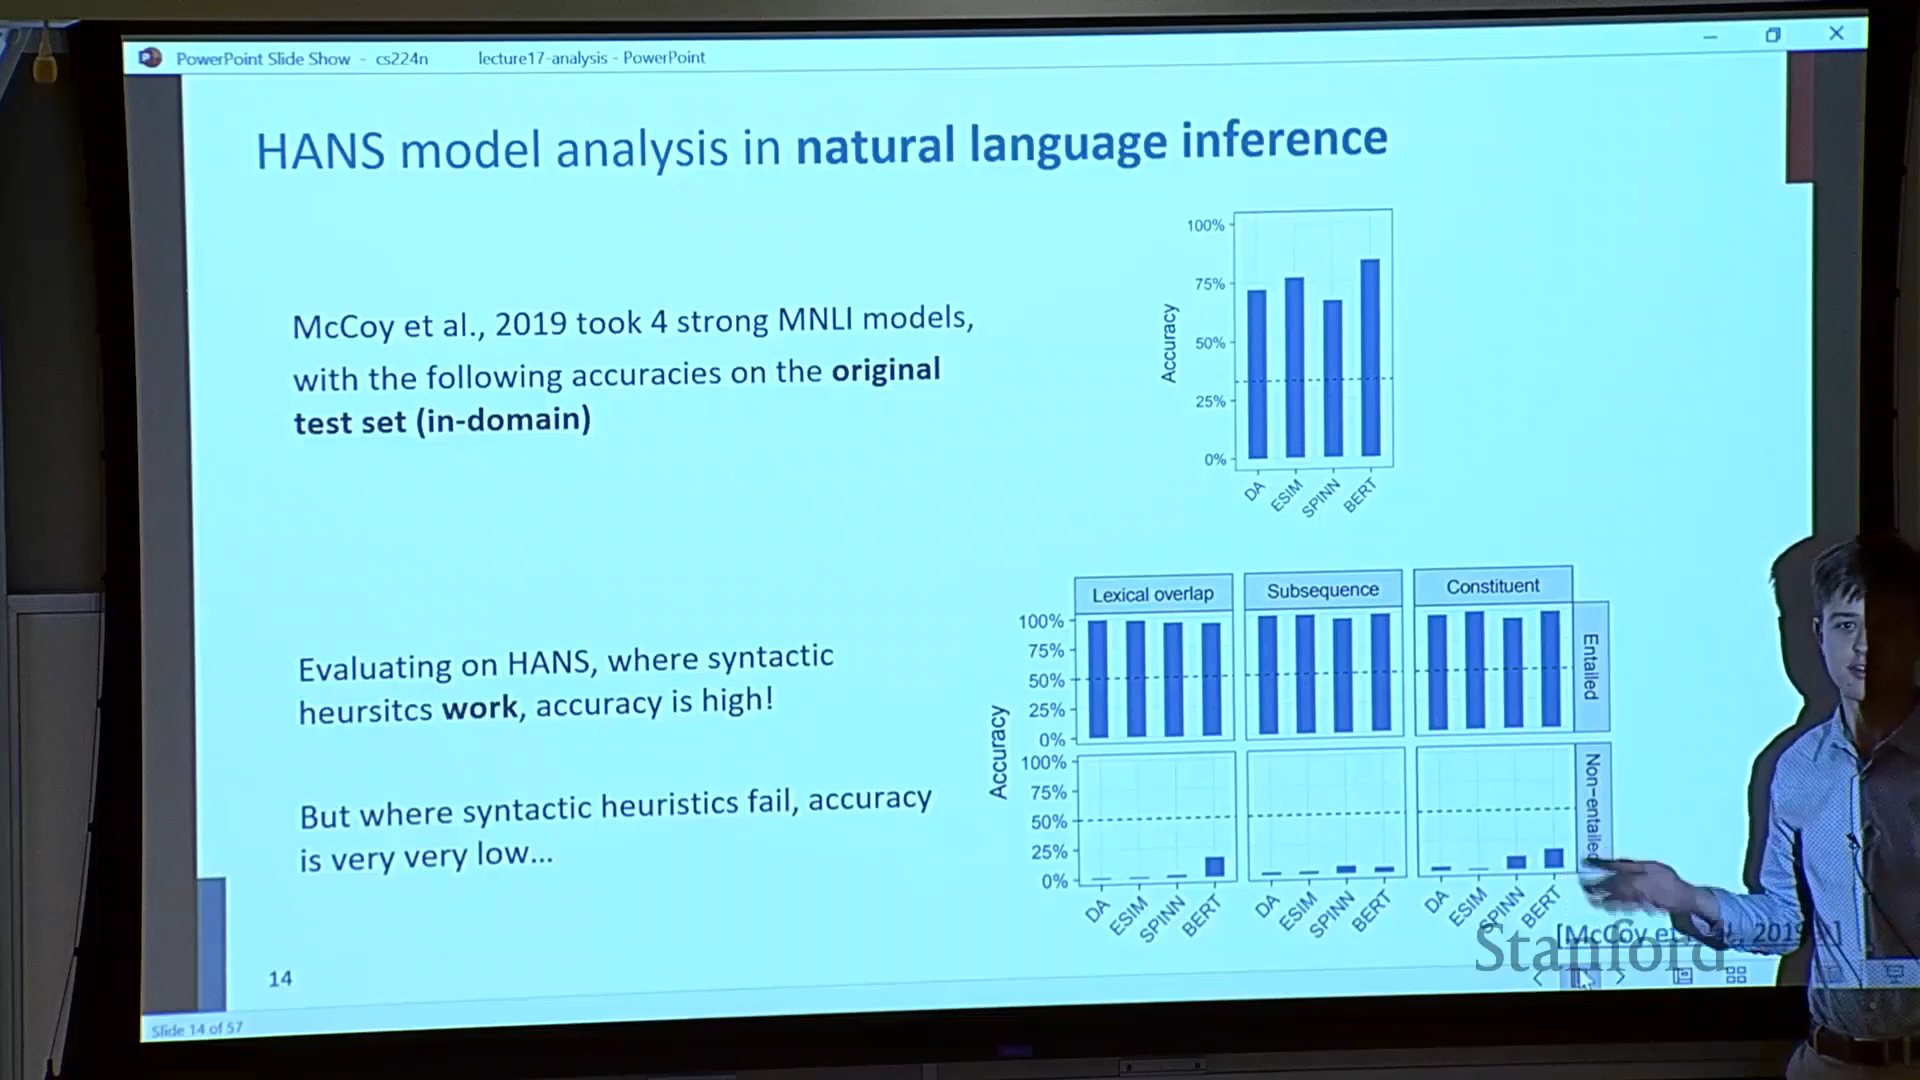 PowerPoint Slide Show - cs224n lecture17-analysis - PowerPoint
HANS model analysis in natural language inference
McCoy et al., 2019 took 4 strong MNLI models,
with the following accuracies on the original
test set (in-domain)
100%
75%
50%
25%
0%
Accuracy
DA
ESIM
SPINN
BERT
Evaluating on HANS, where syntactic
heursitcs work, accuracy is high!
But where syntactic heuristics fail, accuracy
is very very low...
Lexical overlap
Subsequence
Constituent
100%
75%
50%
25%
0%
Entailed
Accuracy
100%
75%
50%
25%
0%
Non-entailed
DA
ESIM
SPINN
BERT
DA
ESIM
SPINN
BERT
DA
ESIM
SPINN
BERT
[McCoy et 2019
Stanford
14
Slide 14 of 57